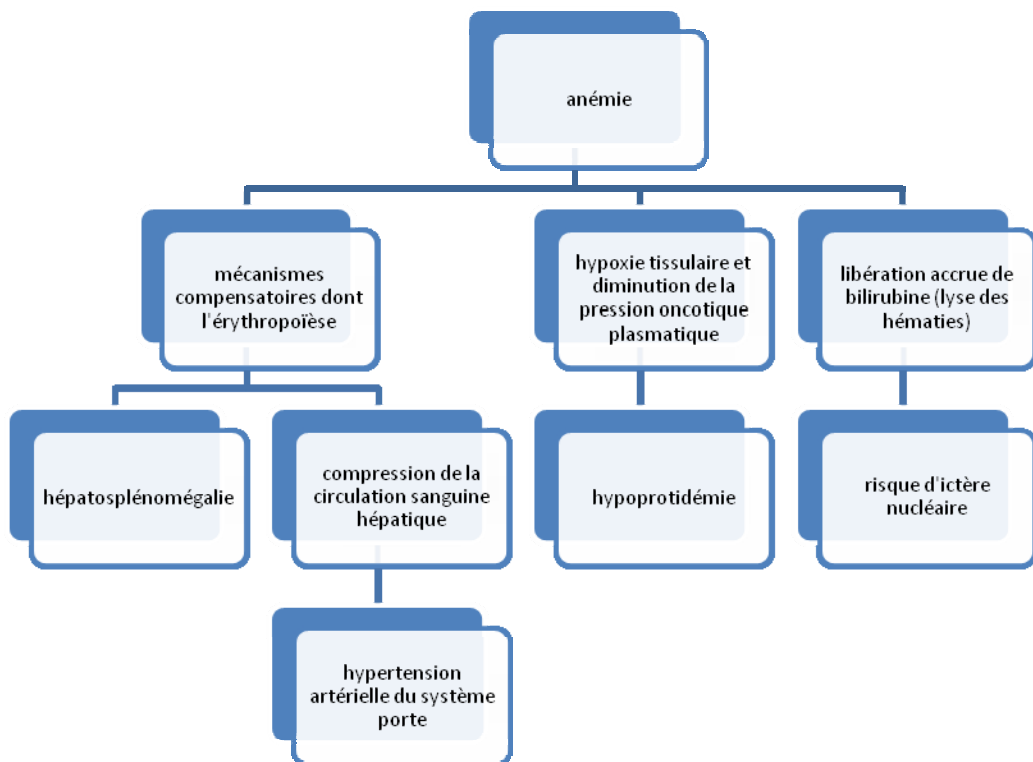 anémie
mécanismes
compensatoires dont
l'érythropoïèse
hypoxie tissulaire et
diminution de la
pression oncotique
plasmatique
libération accrue de
bilirubine (lyse des
hématies)
hépatosplénomégalie
compression de la
circulation sanguine
hépatique
hypoprotidémie
risque d'ictère
nucléaire
hypertension
artérielle du système
porte